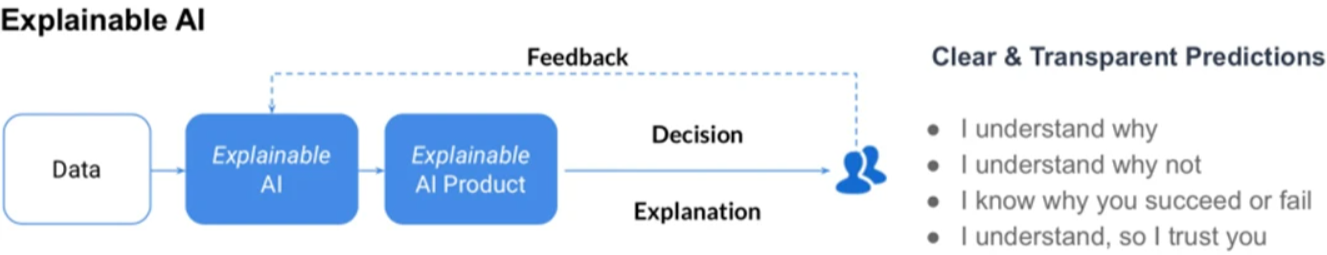 Explainable AI
Feedback
Clear & Transparent Predictions
Data
Explainable
AI
Explainable
AI Product
Decision
Explanation
● I understand why
● I understand why not
● I know why you succeed or fail
● I understand, so I trust you